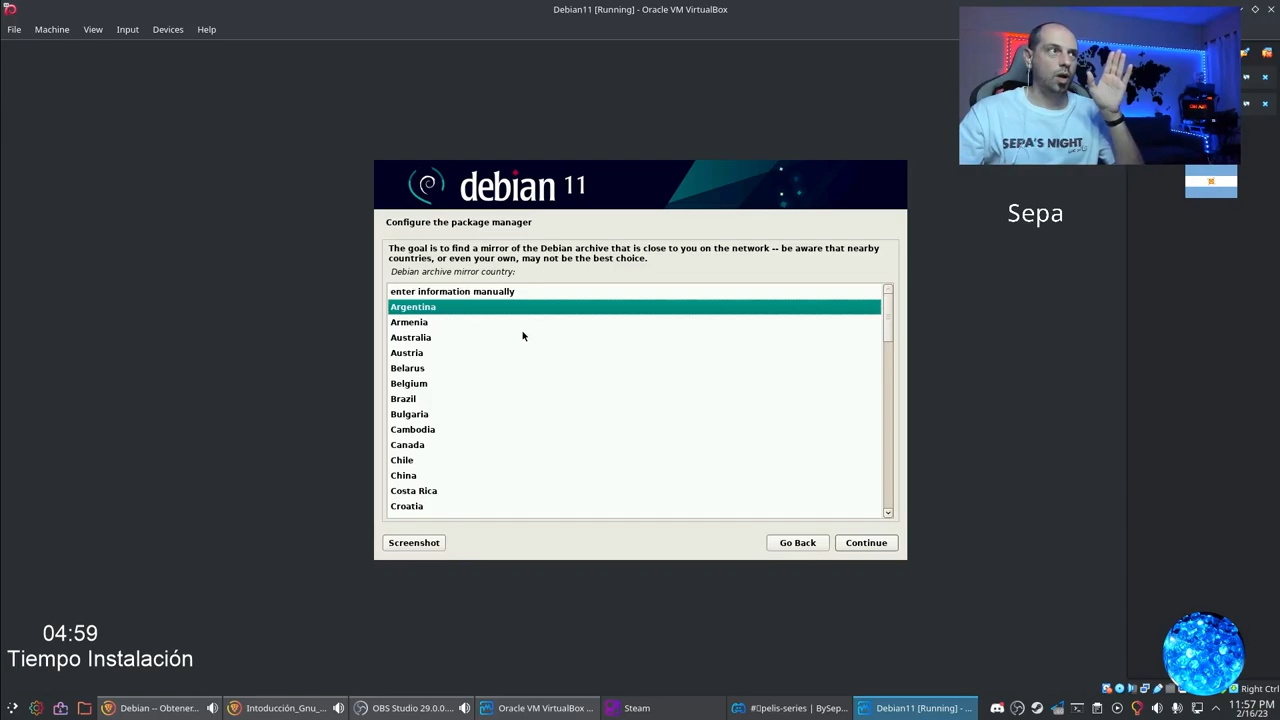 Debian11 [Running] - Oracle VM VirtualBox
File Machine View Input Devices Help
SEPA'S NIGHT
Sepa
debian 11
Configure the package manager
The goal is to find a mirror of the Debian archive that is close to you on the network -- be aware that nearby
countries, or even your own, may not be the best choice.
Debian archive mirror country:
enter information manually
Argentina
Armenia
Australia
Austria
Belarus
Belgium
Brazil
Bulgaria
Cambodia
Canada
Chile
China
Costa Rica
Croatia
Screenshot
Go Back
Continue
04:59
Tiempo Instalación
Right Ctrl
Debian – Obtener...
Intoducción_Gnu_...
OBS Studio 29.0.0...
Oracle VM VirtualBox ...
Steam
Debian11 [Running] - ...
11:57 PM
2/16/23